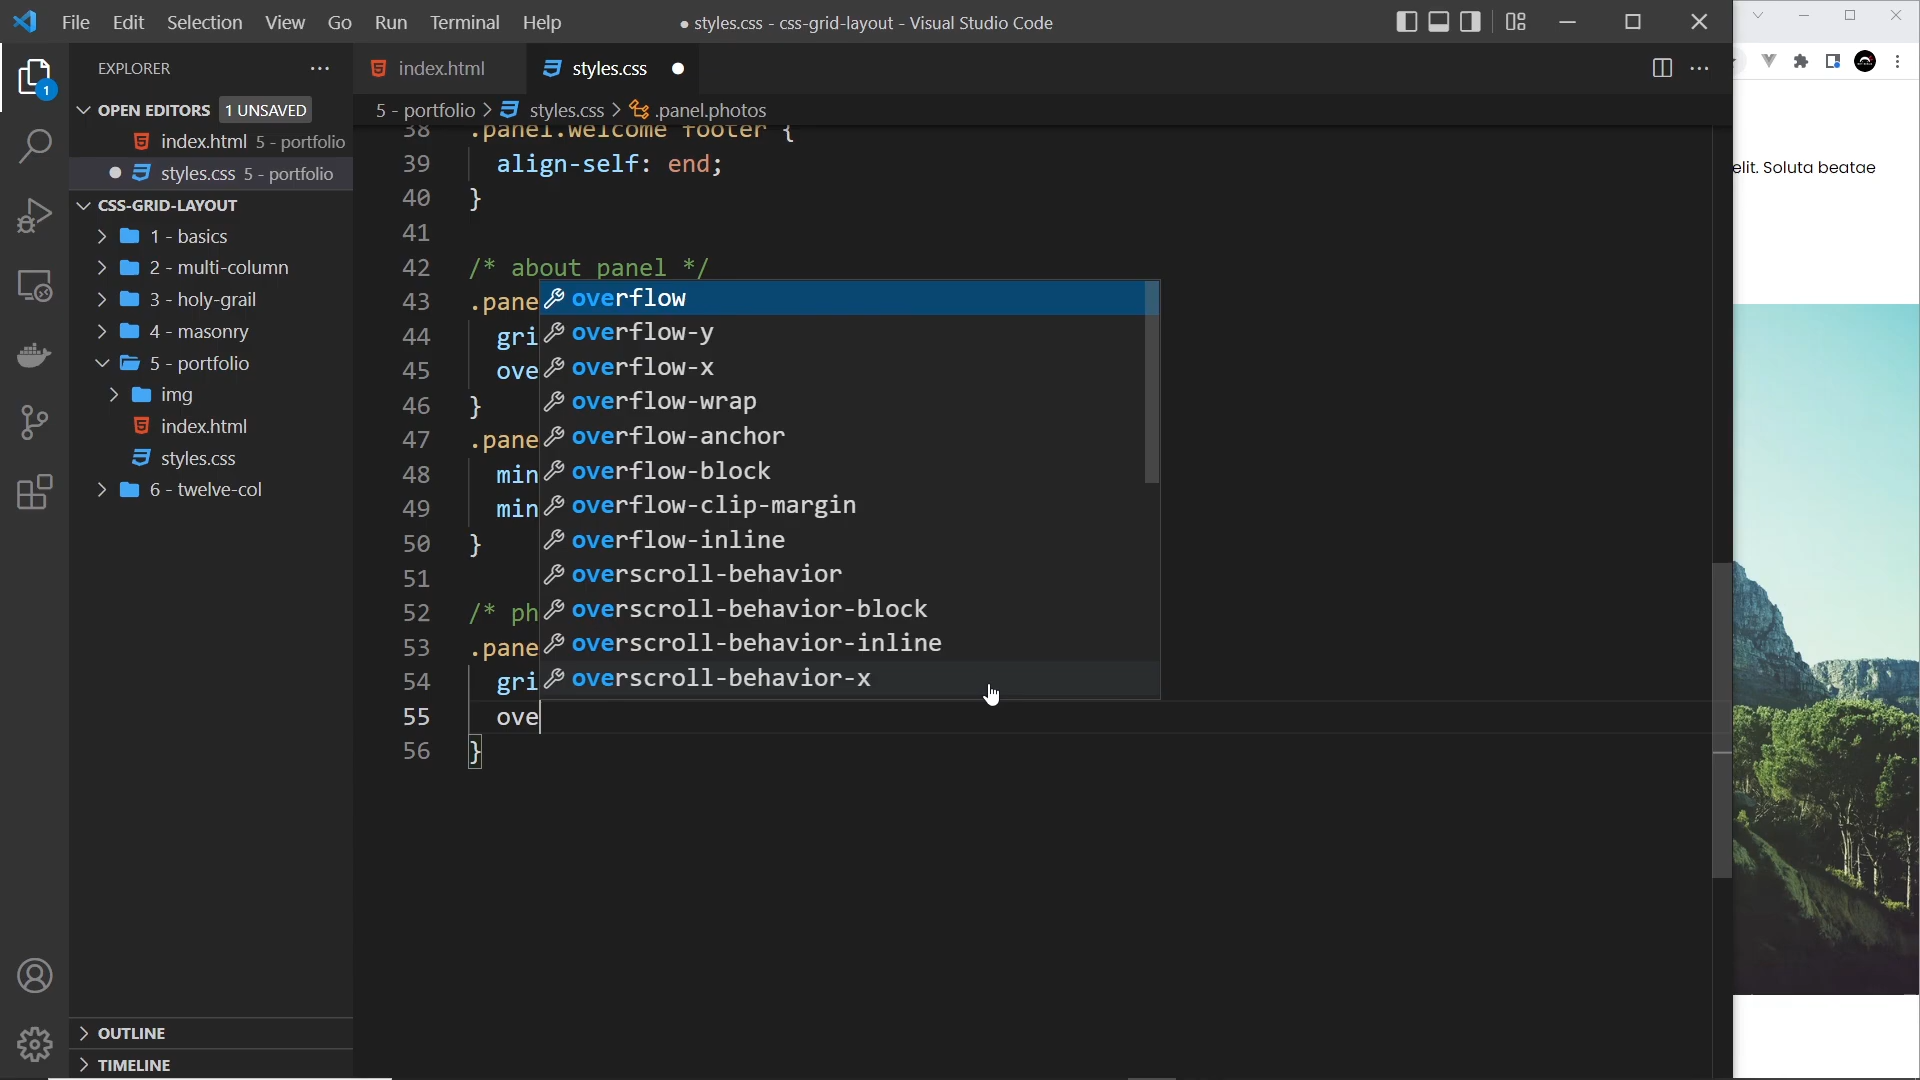 File Edit Selection View Go Run Terminal Help
● styles.css - css-grid-layout - Visual Studio Code
EXPLORER
index.html
styles.css
OPEN EDITORS 1 UNSAVED
1
index.html 5 - portfolio
styles.css 5 - portfolio
CSS-GRID-LAYOUT
1 - basics
2 - multi-column
3 - holy-grail
4 - masonry
5 - portfolio
img
index.html
styles.css
6 - twelve-col
OUTLINE
TIMELINE
5 - portfolio > styles.css > .panel.photos
38 .panel.welcome footer {
39 align-self: end;
40 }
41
42 /* about panel */
43 .pane
44 gri
45 ove
46 }
47 .pane
48 min
49 min
50 }
51
52 /* ph
53 .pane
54 gri
55 ove
56 }
overflow
overflow-y
overflow-x
overflow-wrap
overflow-anchor
overflow-block
overflow-clip-margin
overflow-inline
overscroll-behavior
overscroll-behavior-block
overscroll-behavior-inline
overscroll-behavior-x
elit. Soluta beatae